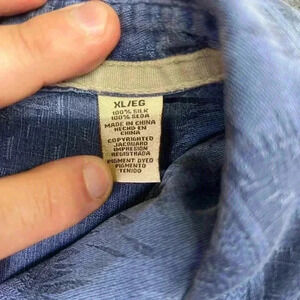 XL/EG
100% SILK
100% SEDA
MADE IN CHINA
HECHO EN
CHINA
COPYRIGHTED
JACQUARD
IMPRESION
REGISTRADA
PIGMENT DYED
PIGMENTO
TENIDO